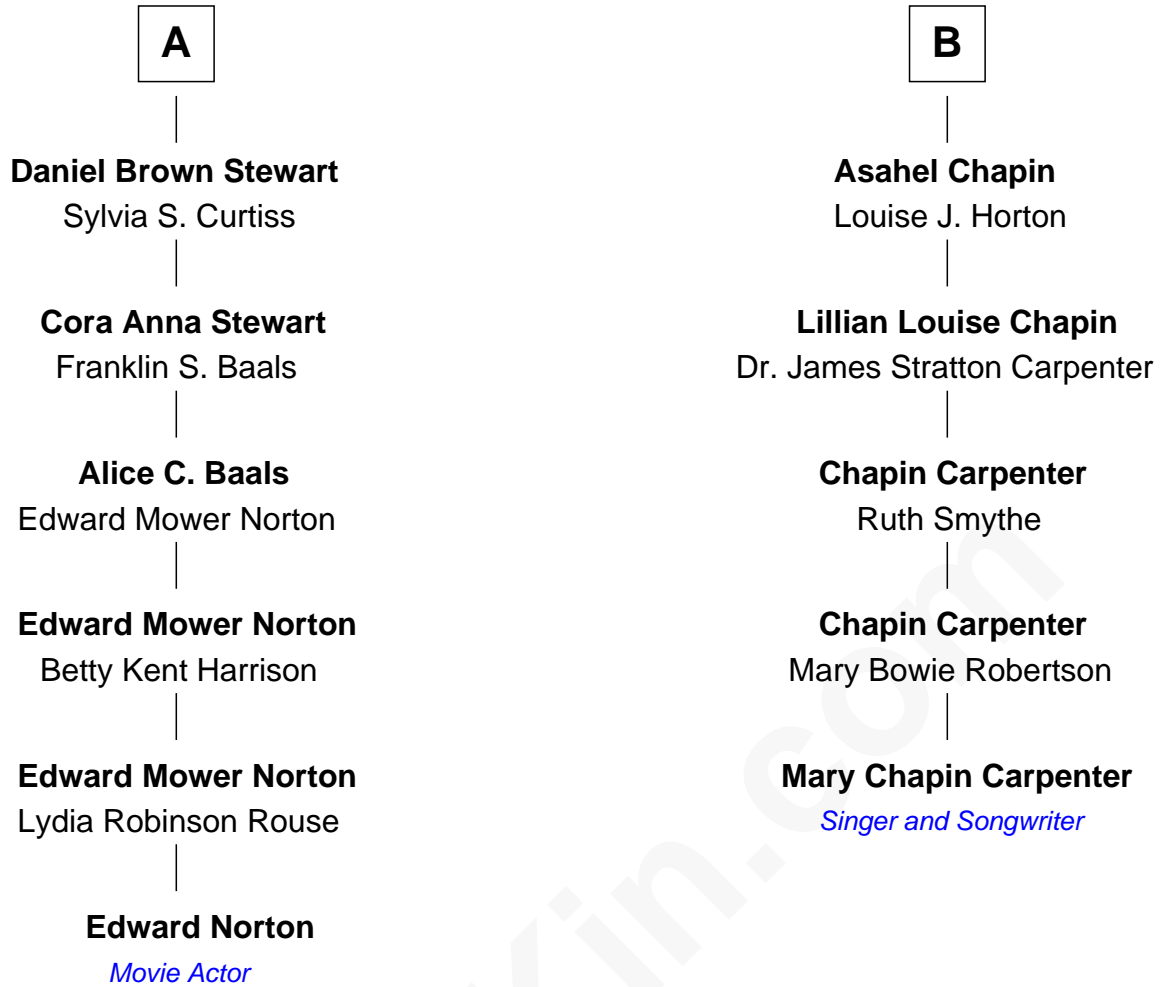 A
Daniel Brown Stewart
Sylvia S. Curtiss
Cora Anna Stewart
Franklin S. Baals
Alice C. Baals
Edward Mower Norton
Edward Mower Norton
Betty Kent Harrison
Edward Mower Norton
Lydia Robinson Rouse
Edward Norton
Movie Actor
B
Asahel Chapin
Louise J. Horton
Lillian Louise Chapin
Dr. James Stratton Carpenter
Chapin Carpenter
Ruth Smythe
Chapin Carpenter
Mary Bowie Robertson
Mary Chapin Carpenter
Singer and Songwriter